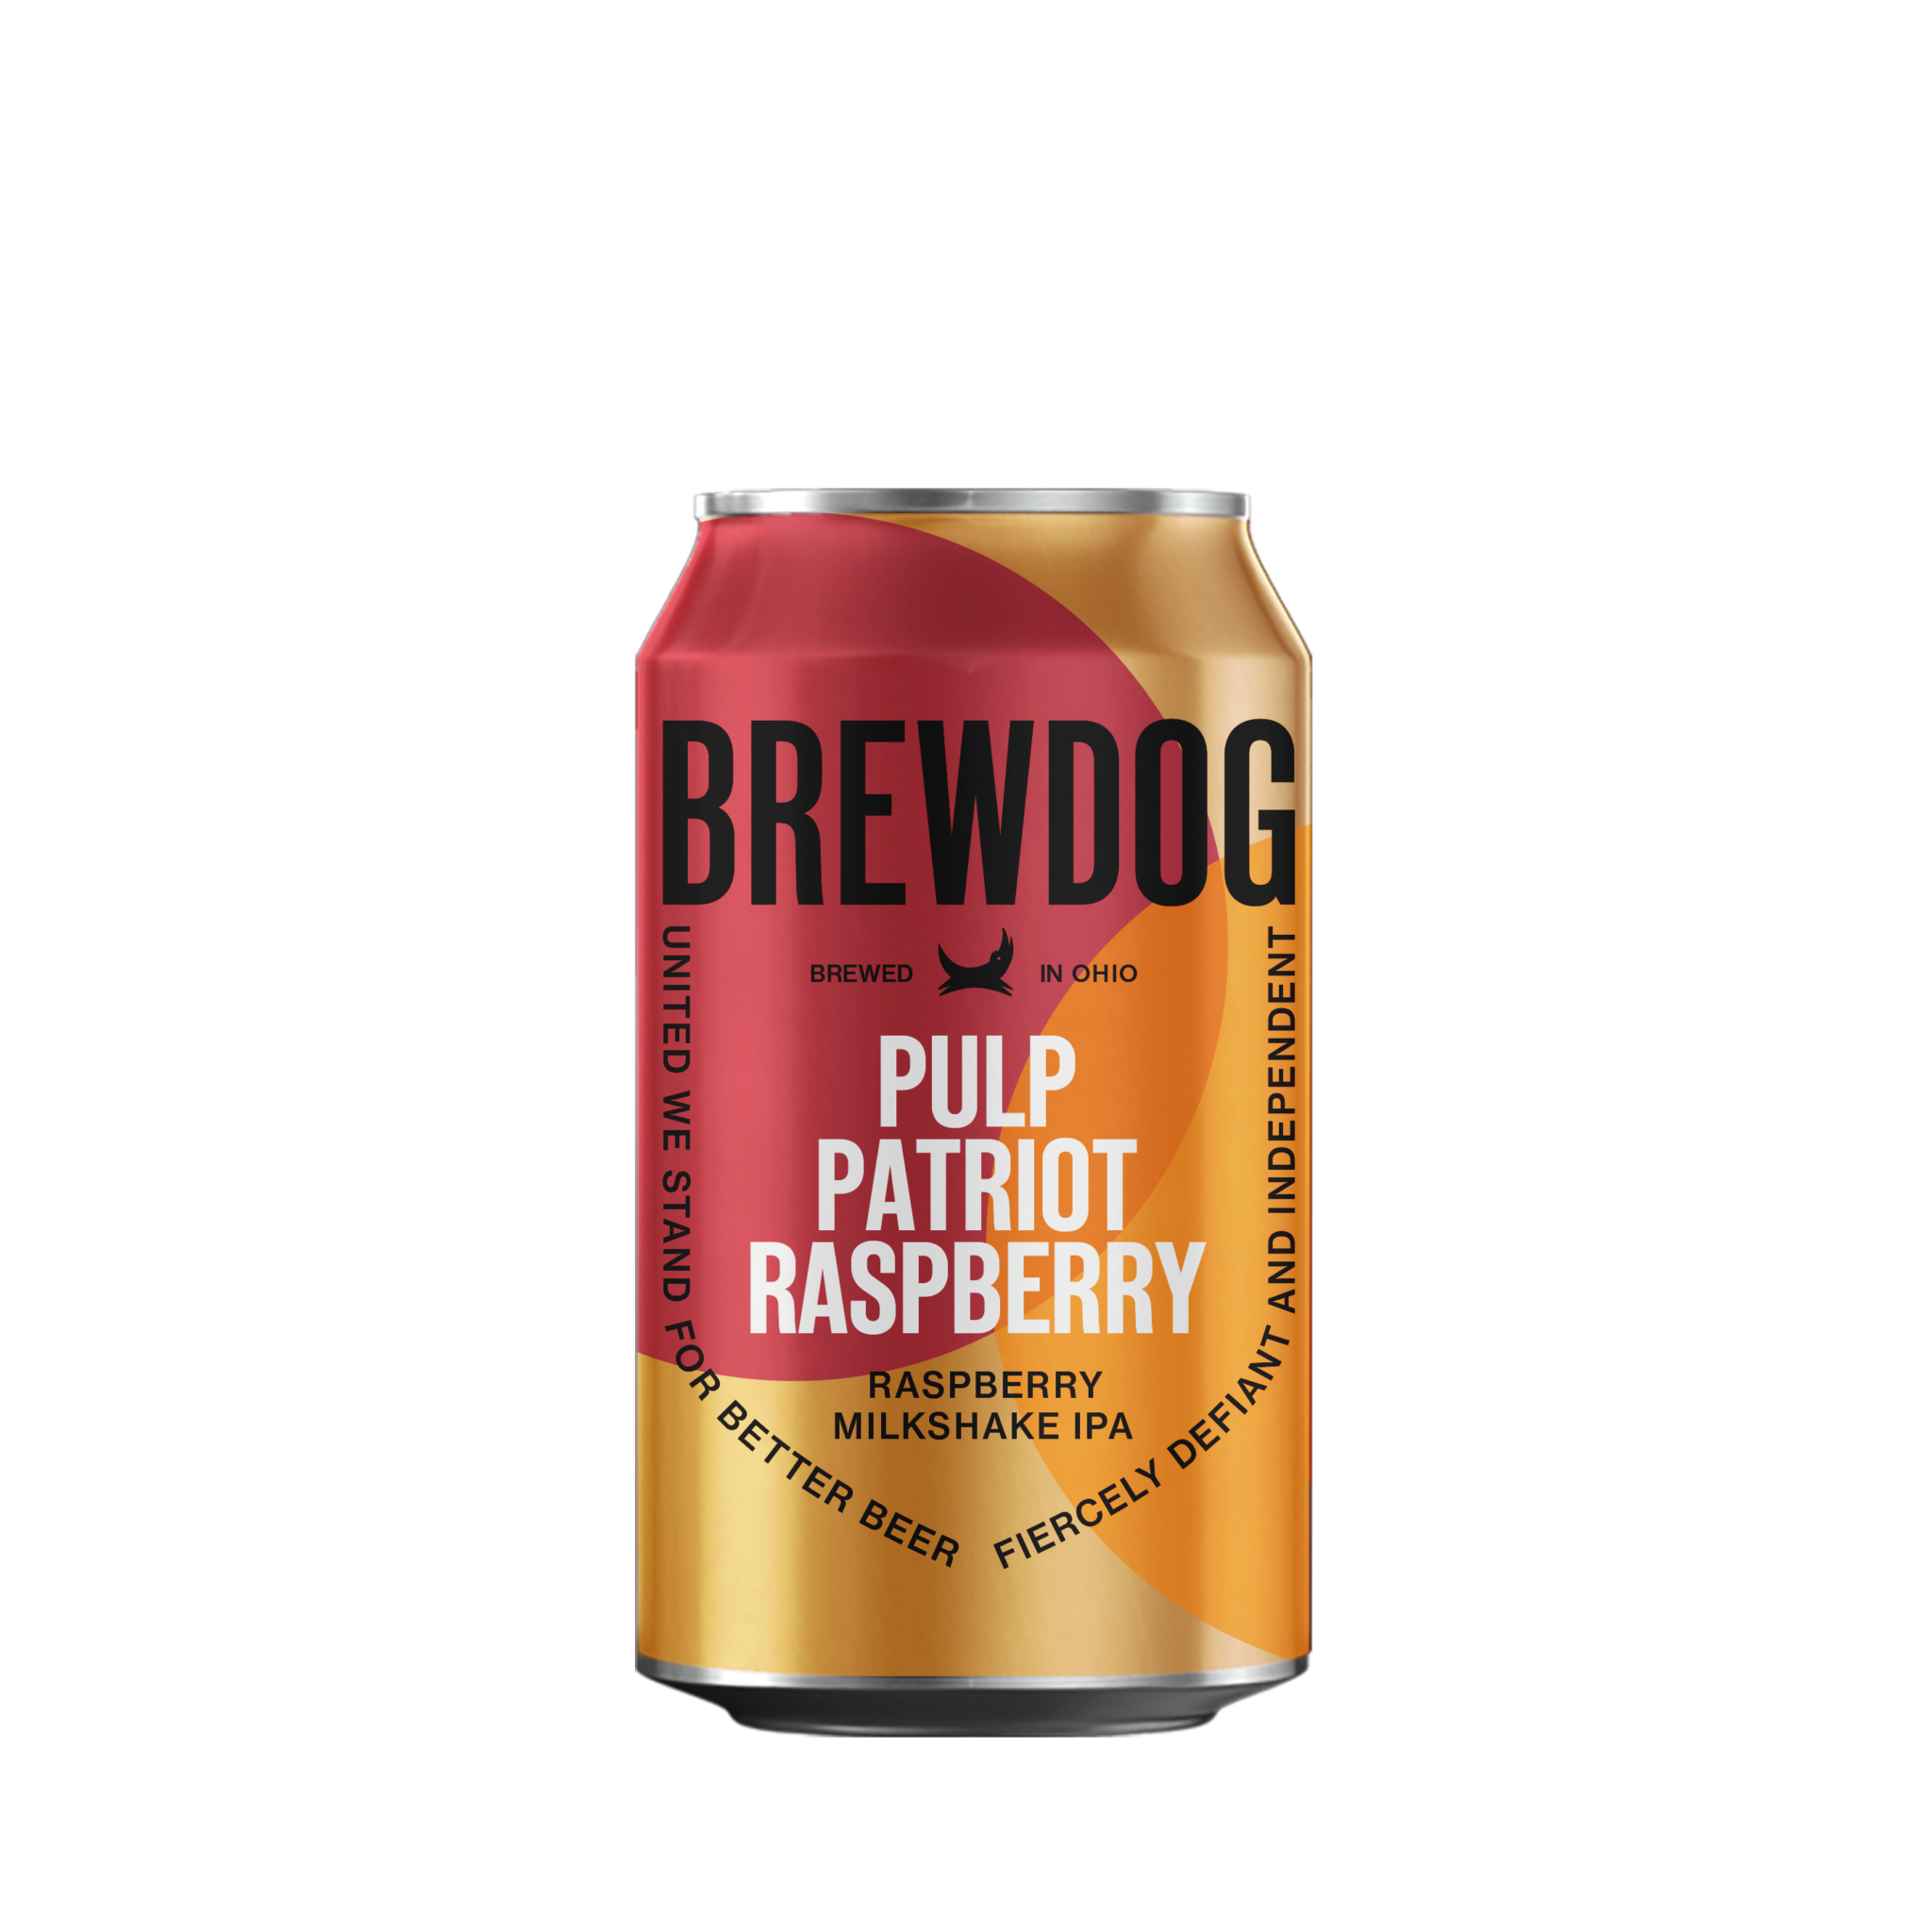 BREWDOG
BREWED IN OHIO
PULP
PATRIOT
RASPBERRY
RASPBERRY
MILKSHAKE IPA
UNITED WE STAND FOR BETTER BEER
FIERCELY DEFIANT AND INDEPENDENT